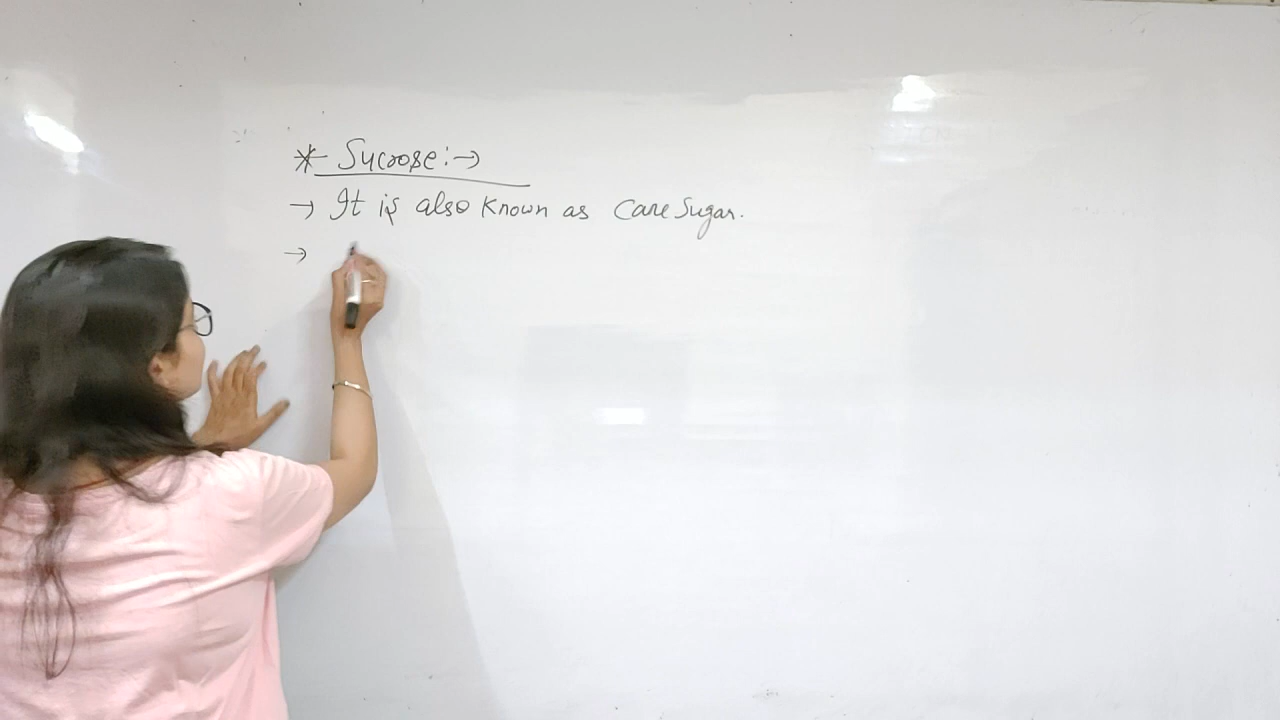 * Sucrose:→
→ It is also known as Cane Sugar.
→